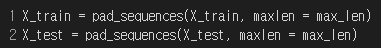 1 X_train = pad_sequences(X_train, maxlen = max_len)
2 X_test = pad_sequences(X_test, maxlen = max_len)